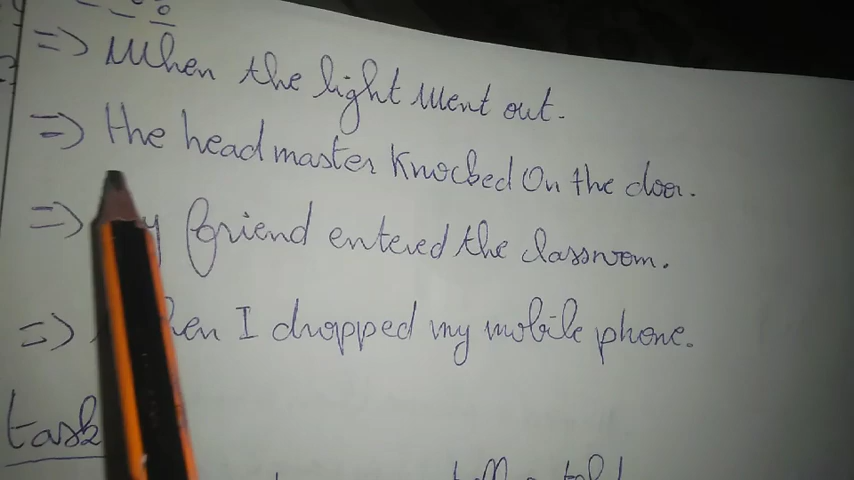 => When the light went out.
=> the headmaster knocked on the door.
=> friend entered the classroom.
=> I dropped my mobile phone.
task